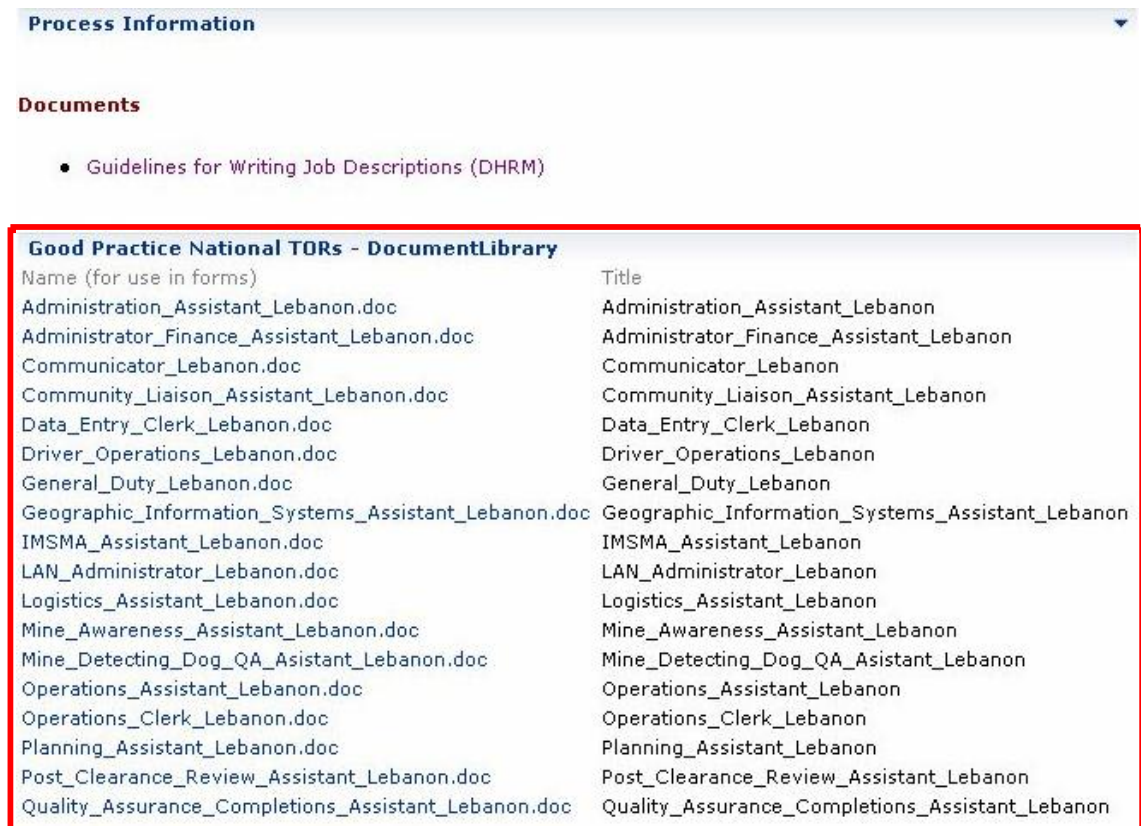 Process Information
Documents
• Guidelines for Writing Job Descriptions (DHRM)
Good Practice National TORs - DocumentLibrary
Name (for use in forms) Title
Administration_Assistant_Lebanon.doc Administration_Assistant_Lebanon
Administrator_Finance_Assistant_Lebanon.doc Administrator_Finance_Assistant_Lebanon
Communicator_Lebanon.doc Communicator_Lebanon
Community_Liaison_Assistant_Lebanon.doc Community_Liaison_Assistant_Lebanon
Data_Entry_Clerk_Lebanon.doc Data_Entry_Clerk_Lebanon
Driver_Operations_Lebanon.doc Driver_Operations_Lebanon
General_Duty_Lebanon.doc General_Duty_Lebanon
Geographic_Information_Systems_Assistant_Lebanon.doc Geographic_Information_Systems_Assistant_Lebanon
IMSMA_Assistant_Lebanon.doc IMSMA_Assistant_Lebanon
LAN_Administrator_Lebanon.doc LAN_Administrator_Lebanon
Logistics_Assistant_Lebanon.doc Logistics_Assistant_Lebanon
Mine_Awareness_Assistant_Lebanon.doc Mine_Awareness_Assistant_Lebanon
Mine_Detecting_Dog_QA_Asistant_Lebanon.doc Mine_Detecting_Dog_QA_Asistant_Lebanon
Operations_Assistant_Lebanon.doc Operations_Assistant_Lebanon
Operations_Clerk_Lebanon.doc Operations_Clerk_Lebanon
Planning_Assistant_Lebanon.doc Planning_Assistant_Lebanon
Post_Clearance_Review_Assistant_Lebanon.doc Post_Clearance_Review_Assistant_Lebanon
Quality_Assurance_Completions_Assistant_Lebanon.doc Quality_Assurance_Completions_Assistant_Lebanon